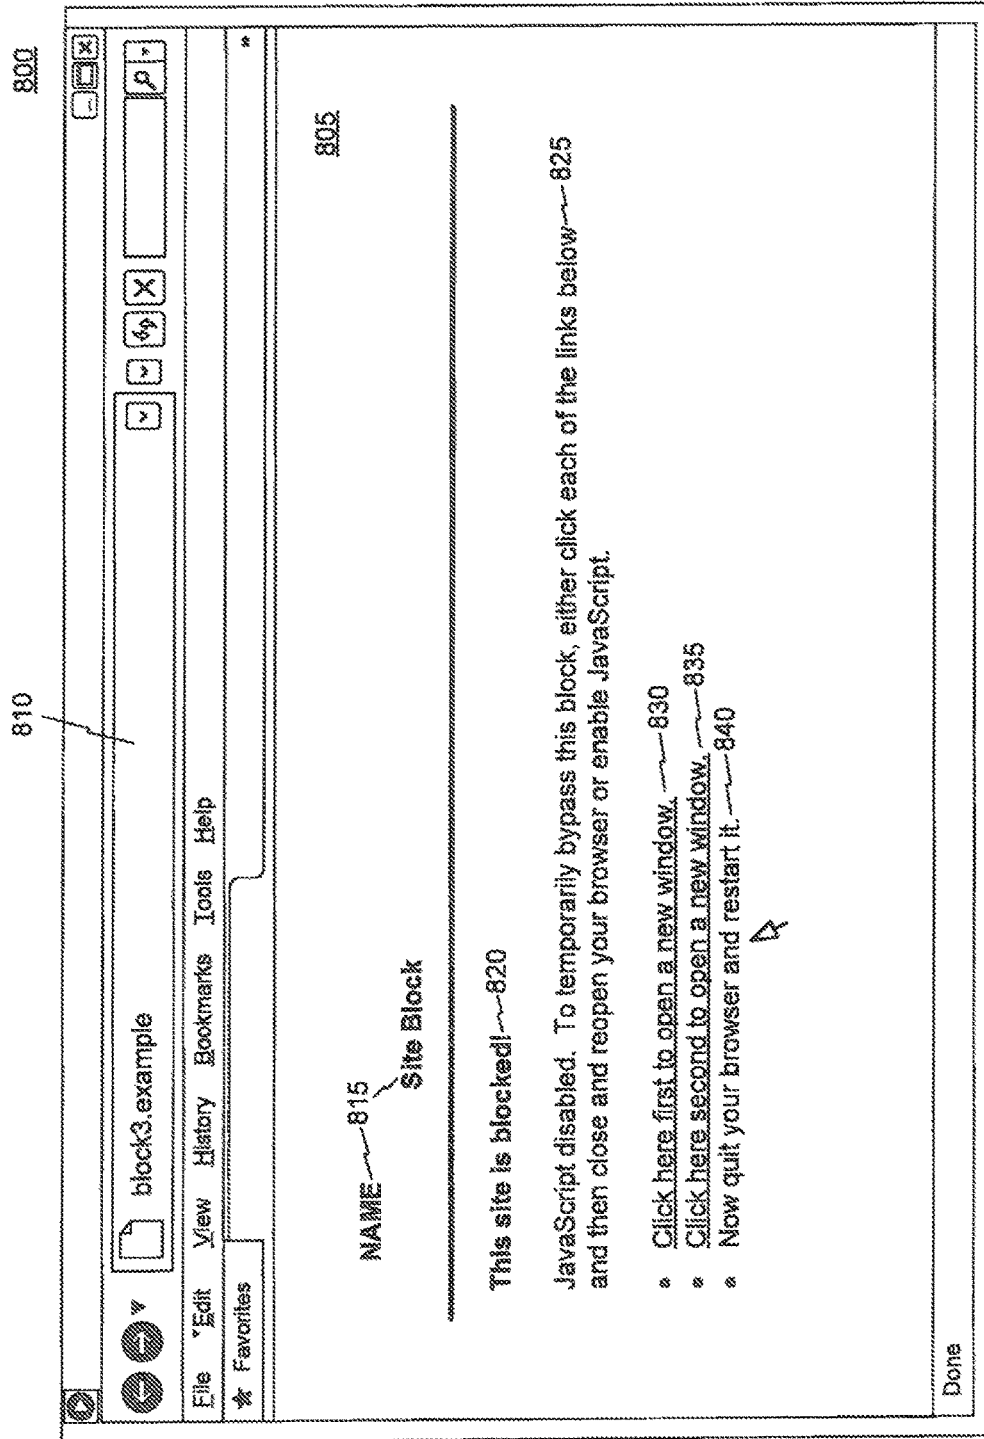 800
810
block3.example
File Edit View History Bookmarks Tools Help
Favorites
»
805
NAME 815
Site Block
This site is blocked! 820
JavaScript disabled. To temporarily bypass this block, either click each of the links below 825
and then close and reopen your browser or enable JavaScript.
• Click here first to open a new window. 830
• Click here second to open a new window. 835
• Now quit your browser and restart it. 840
Done